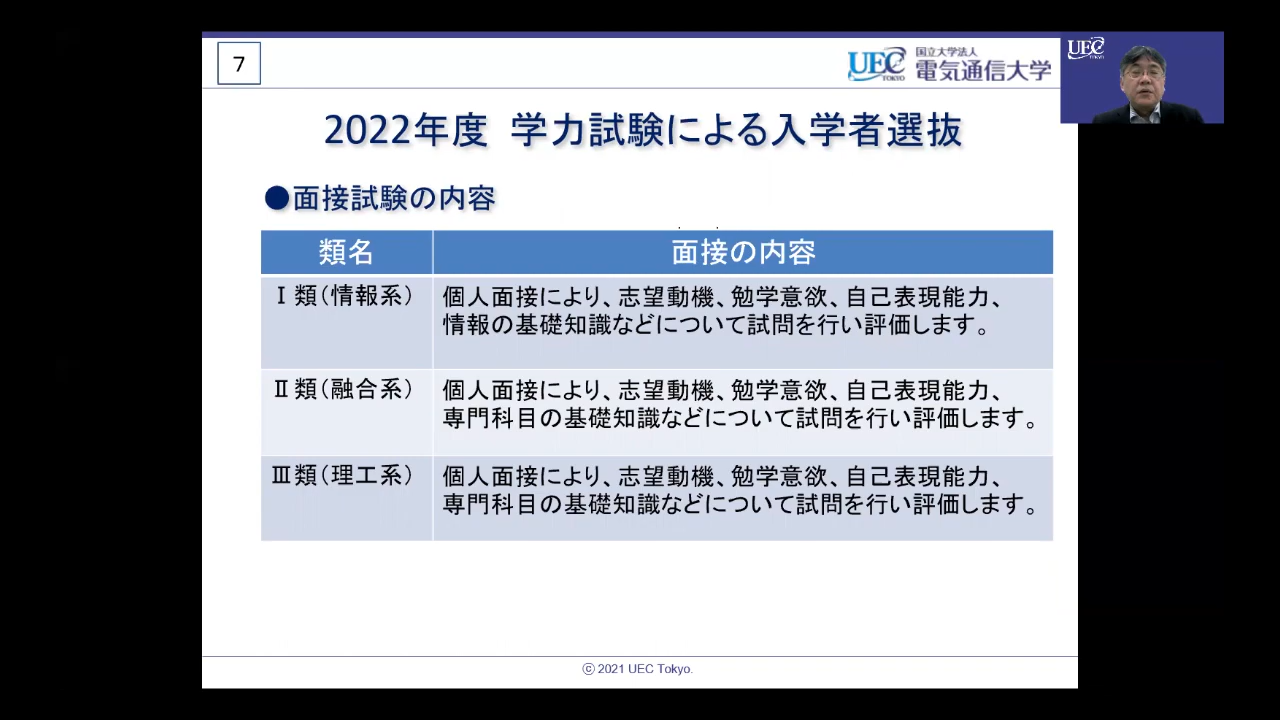 7
UEC
TOKYO
国立大学法人
電気通信大学
UEC
TOKYO
2022年度 学力試験による入学者選抜
●面接試験の内容
類名
面接の内容
Ⅰ類(情報系)
個人面接により、志望動機、勉学意欲、自己表現能力、
情報の基礎知識などについて試問を行い評価します。
Ⅱ類(融合系)
個人面接により、志望動機、勉学意欲、自己表現能力、
専門科目の基礎知識などについて試問を行い評価します。
Ⅲ類(理工系)
個人面接により、志望動機、勉学意欲、自己表現能力、
専門科目の基礎知識などについて試問を行い評価します。
ⓒ 2021 UEC Tokyo.